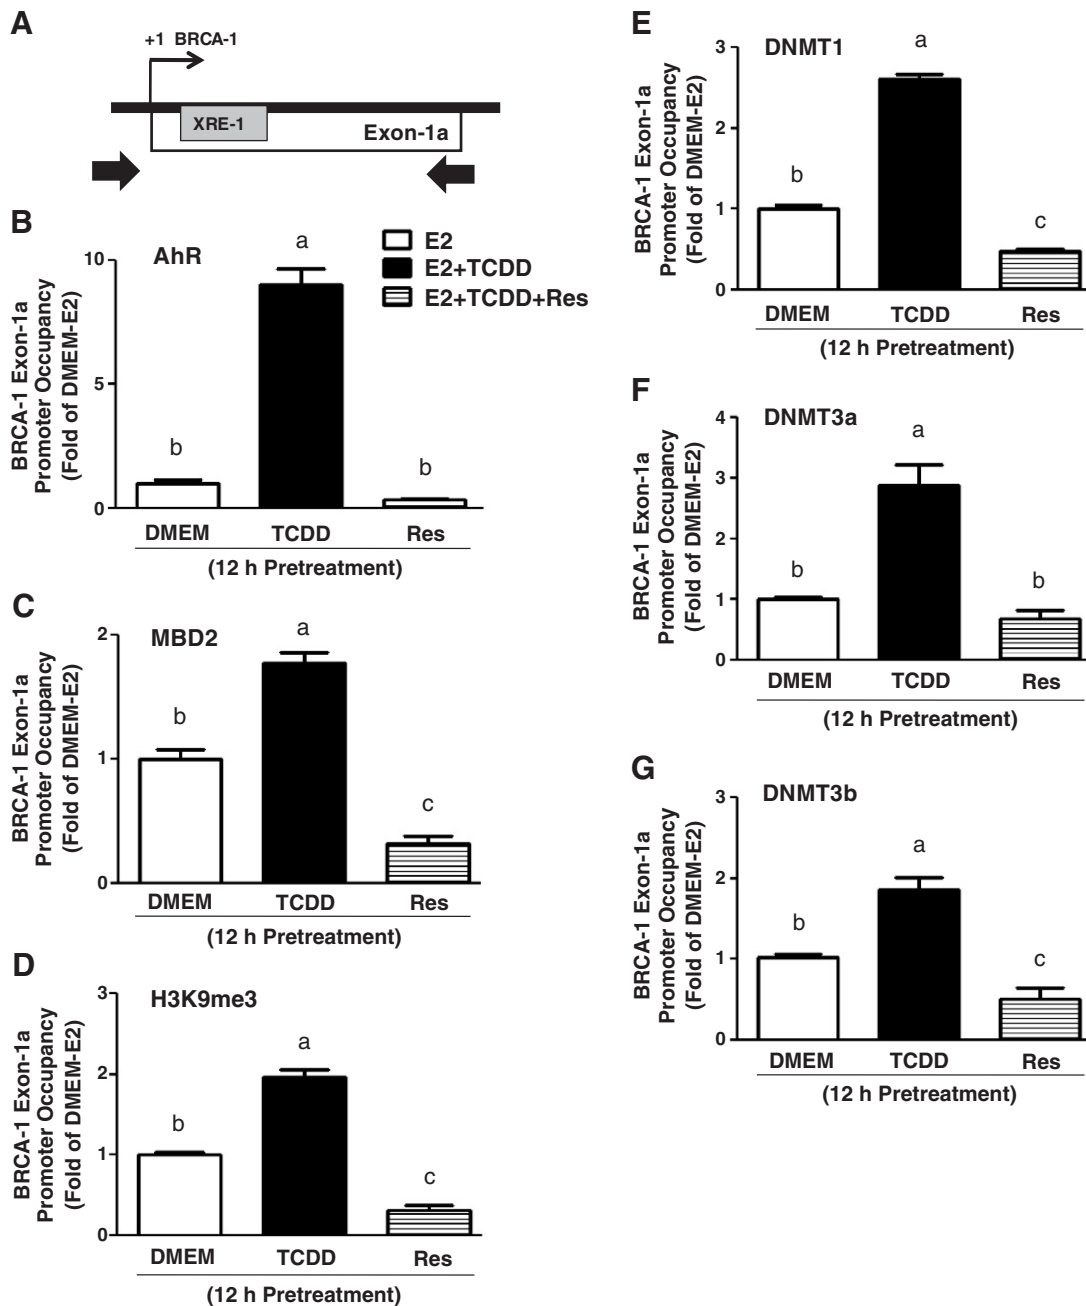 A
+1 BRCA-1
XRE-1
Exon-1a
B
AhR
BRCA-1 Exon-1a
Promoter Occupancy
(Fold of DMEM-E2)
10
5
0
b
a
b
E2
E2+TCDD
E2+TCDD+Res
DMEM TCDD Res
(12 h Pretreatment)
C
MBD2
BRCA-1 Exon-1a
Promoter Occupancy
(Fold of DMEM-E2)
2
1
0
b
a
c
DMEM TCDD Res
(12 h Pretreatment)
D
H3K9me3
BRCA-1 Exon-1a
Promoter Occupancy
(Fold of DMEM-E2)
3
2
1
0
b
a
c
DMEM TCDD Res
(12 h Pretreatment)
E
DNMT1
BRCA-1 Exon-1a
Promoter Occupancy
(Fold of DMEM-E2)
3
2
1
0
b
a
c
DMEM TCDD Res
(12 h Pretreatment)
F
DNMT3a
BRCA-1 Exon-1a
Promoter Occupancy
(Fold of DMEM-E2)
4
3
2
1
0
b
a
b
DMEM TCDD Res
(12 h Pretreatment)
G
DNMT3b
BRCA-1 Exon-1a
Promoter Occupancy
(Fold of DMEM-E2)
3
2
1
0
b
a
c
DMEM TCDD Res
(12 h Pretreatment)